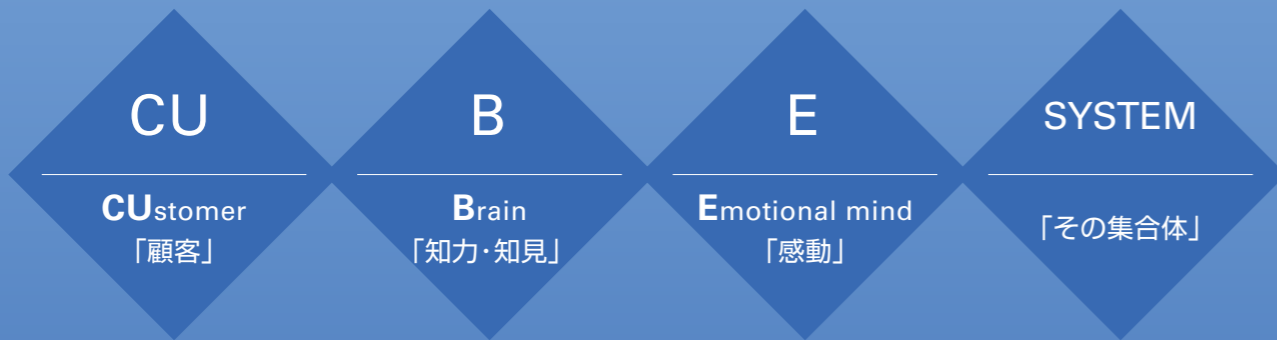 CU
CUstomer
「顧客」
B
Brain
「知力・知見」
E
Emotional mind
「感動」
SYSTEM
「その集合体」